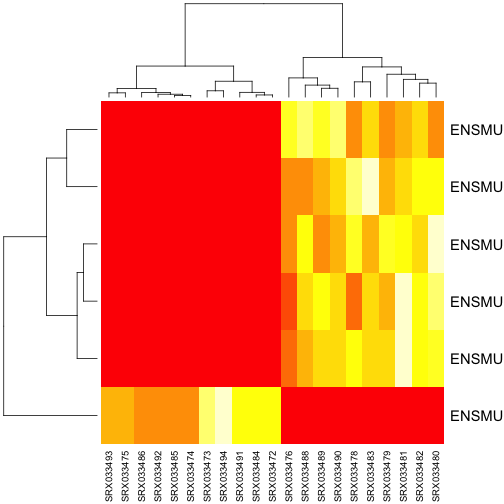 ENSMU
ENSMU
ENSMU
ENSMU
ENSMU
ENSMU
SRX033493
SRX033475
SRX033486
SRX033492
SRX033485
SRX033474
SRX033473
SRX033494
SRX033491
SRX033484
SRX033472
SRX033476
SRX033488
SRX033489
SRX033490
SRX033478
SRX033483
SRX033479
SRX033481
SRX033482
SRX033480